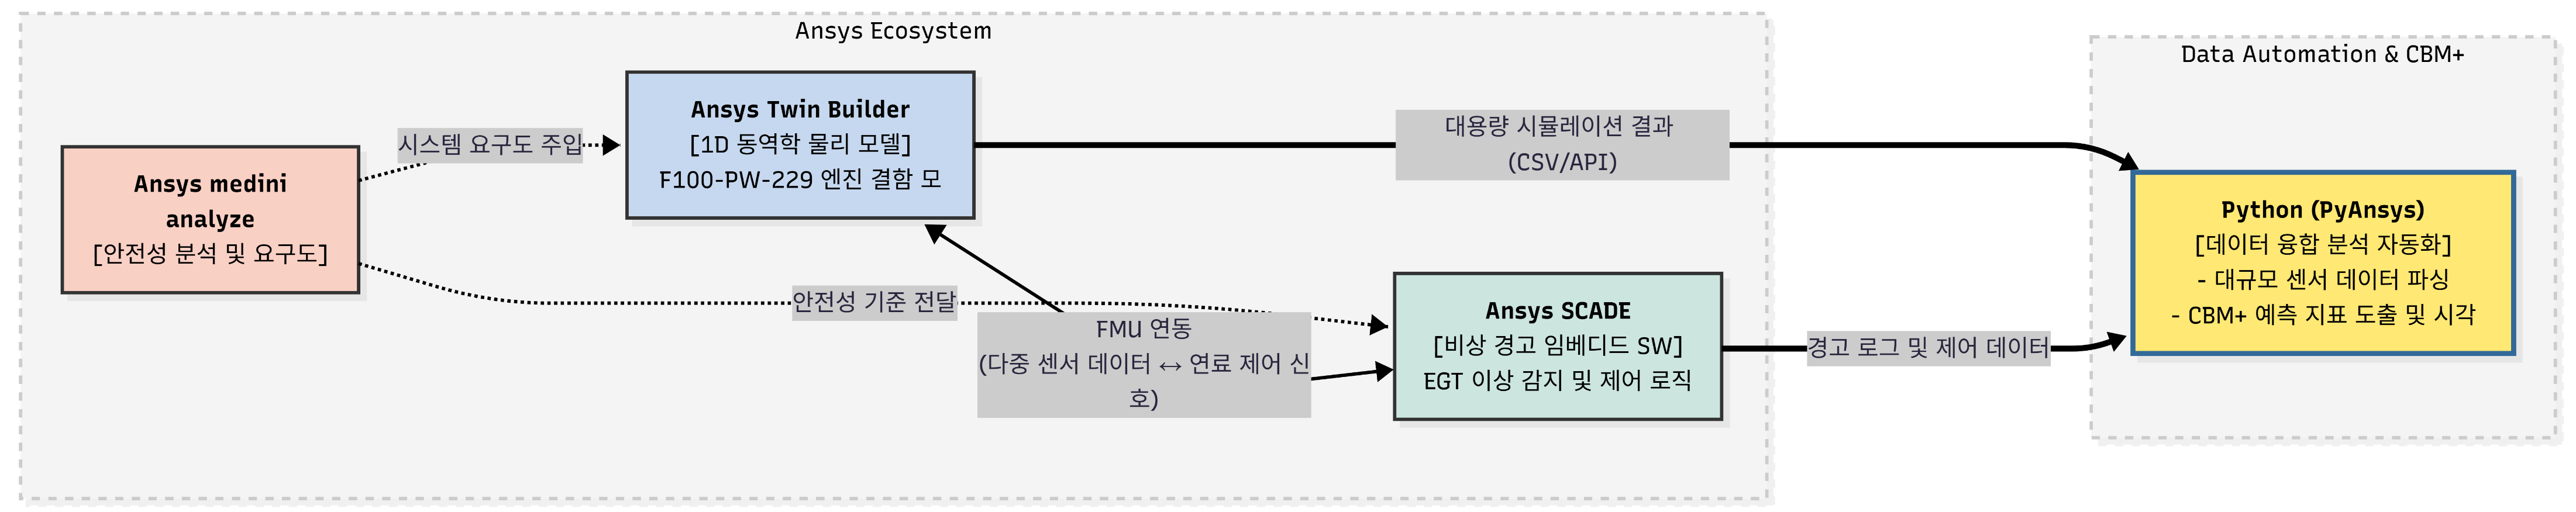 Ansys Ecosystem
Data Automation & CBM+
Ansys medini
analyze
[안전성 분석 및 요구도]
시스템 요구도 주입
Ansys Twin Builder
[1D 동역학 물리 모델]
F100-PW-229 엔진 결함 모
대용량 시뮬레이션 결과
(CSV/API)
안전성 기준 전달
FMU 연동
(다중 센서 데이터 ↔ 연료 제어 신
호)
Ansys SCADE
[비상 경고 임베디드 SW]
EGT 이상 감지 및 제어 로직
경고 로그 및 제어 데이터
Python (PyAnsys)
[데이터 융합 분석 자동화]
- 대규모 센서 데이터 파싱
- CBM+ 예측 지표 도출 및 시각